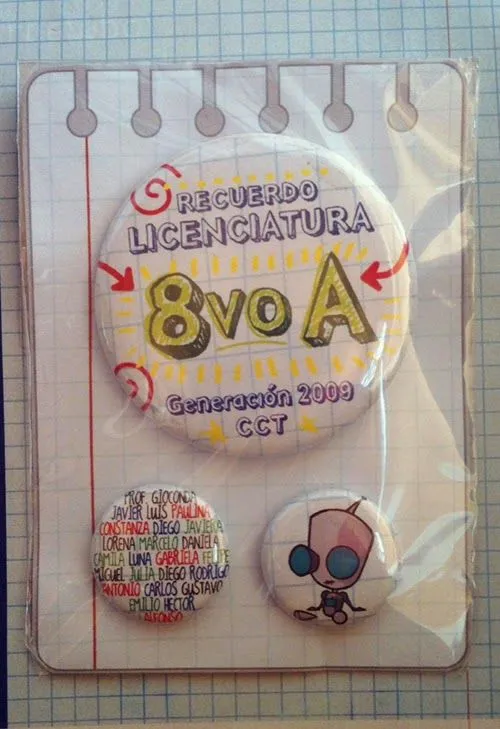 RECUERDO
LICENCIATURA
8VO A
Generación 2009
CCT
PROF. GIOCONDA
JAVIER LUIS PAULINA
CONSTANZA DIEGO JAVIERA
LORENA MARCELO DANIELA
CAMILA LUNA GABRIELA FELIPE
MIGUEL JULIA DIEGO RODRIGO
ANTONIO CARLOS GUSTAVO
EMILIO HECTOR
ALFONSO